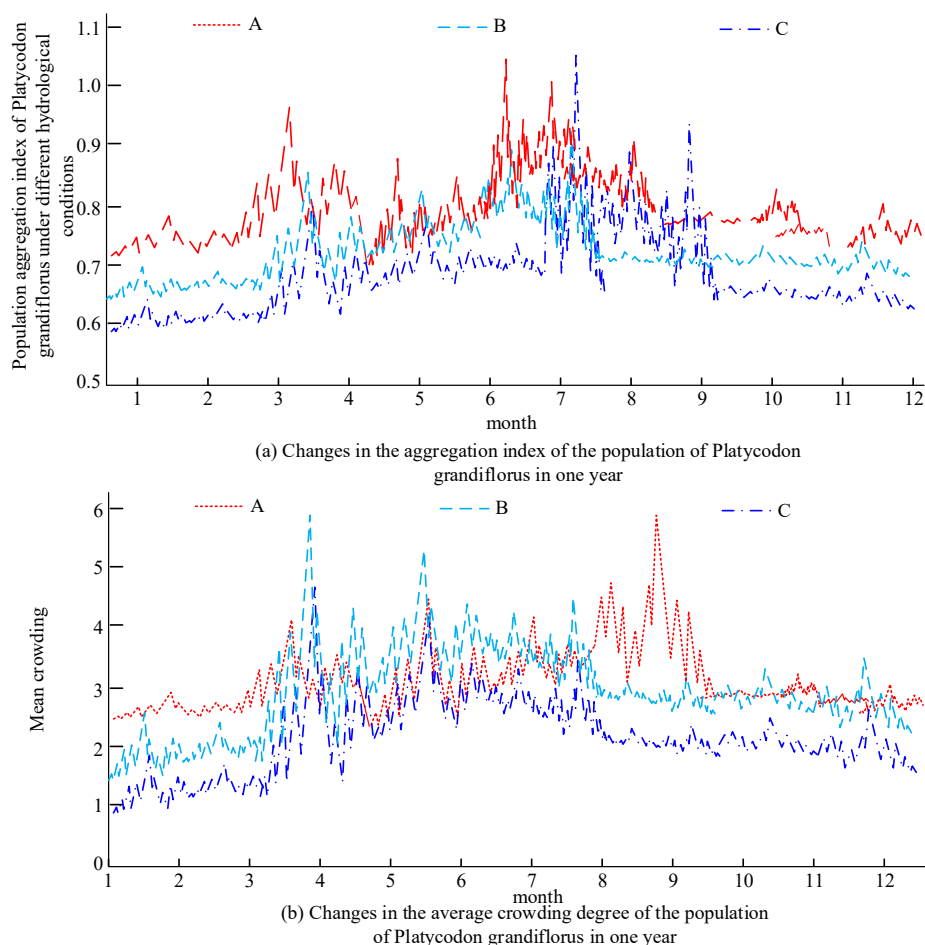 A
B
C
Population aggregation index of Platycodon
grandiflorus under different hydrological
conditions
1.1
1.0
0.9
0.8
0.7
0.6
0.5
1 2 3 4 5 6 7 8 9 10 11 12
month
(a) Changes in the aggregation index of the population of Platycodon
grandiflorus in one year
A
B
C
Mean crowding
6
5
4
3
2
1
0
1 2 3 4 5 6 7 8 9 10 11 12
month
(b) Changes in the average crowding degree of the population
of Platycodon grandiflorus in one year